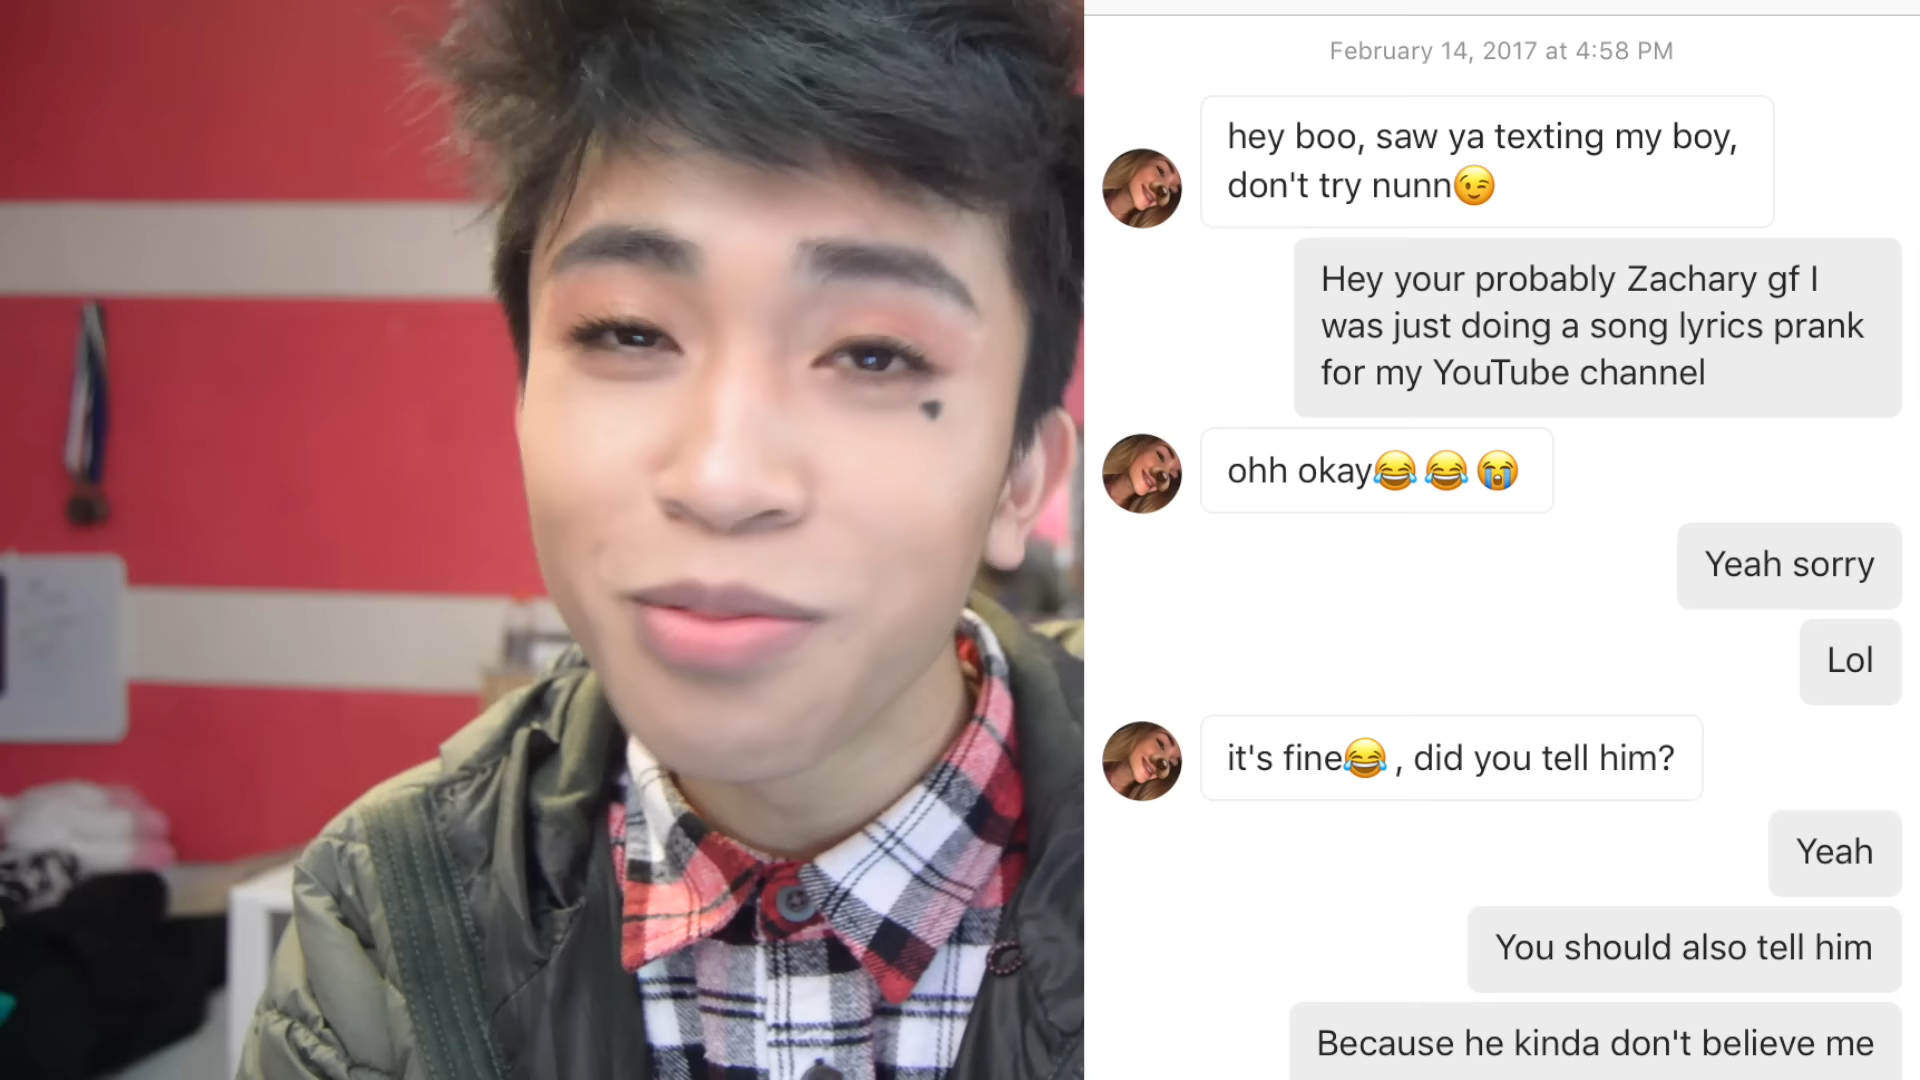 February 14, 2017 at 4:58 PM
hey boo, saw ya texting my boy,
don't try nunn😉
Hey your probably Zachary gf I
was just doing a song lyrics prank
for my YouTube channel
ohh okay😂😂😭
Yeah sorry
Lol
it's fine😂 , did you tell him?
Yeah
You should also tell him
Because he kinda don't believe me